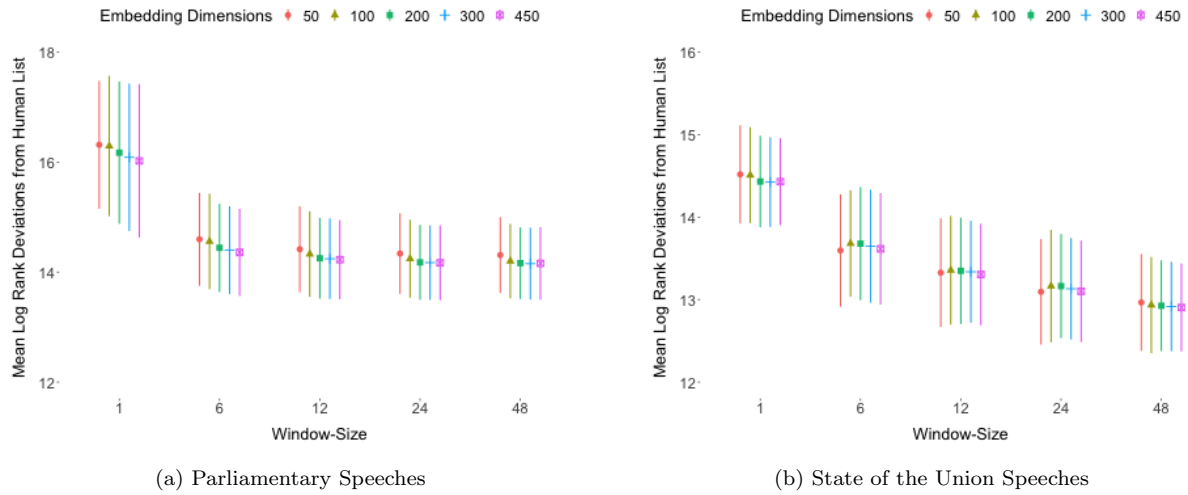 Embedding Dimensions 50 100 200 300 450
Mean Log Rank Deviations from Human List
18
16
14
12
1 6 12 24 48
Window-Size
(a) Parliamentary Speeches
Embedding Dimensions 50 100 200 300 450
Mean Log Rank Deviations from Human List
16
15
14
13
12
1 6 12 24 48
Window-Size
(b) State of the Union Speeches